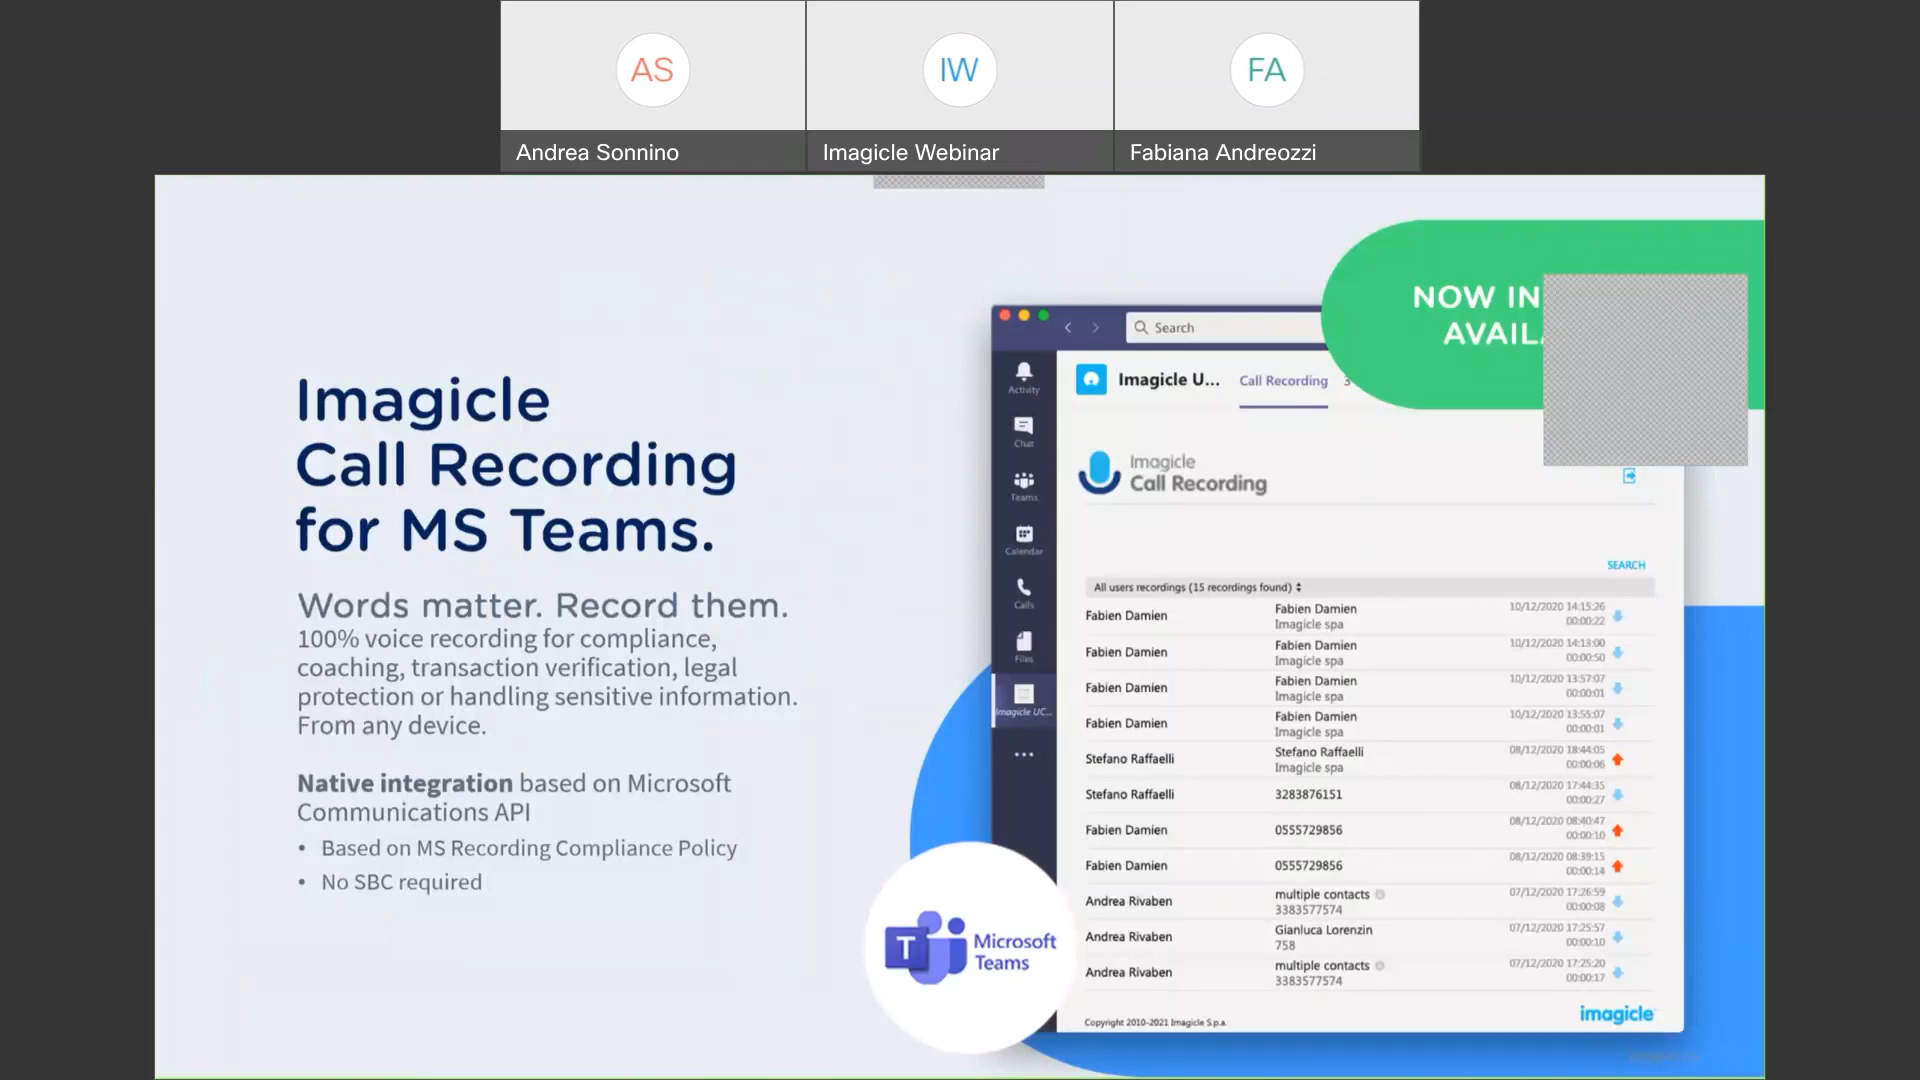 AS
IW
FA
Andrea Sonnino
Imagicle Webinar
Fabiana Andreozzi
NOW IN
AVAIL
Imagicle
Call Recording
for MS Teams.
Words matter. Record them.
100% voice recording for compliance,
coaching, transaction verification, legal
protection or handling sensitive information.
From any device.
Native integration based on Microsoft
Communications API
• Based on MS Recording Compliance Policy
• No SBC required
Search
Activity
Chat
Teams
Calendar
Calls
Files
Imagicle UC...
Imagicle U... Call Recording 3
Imagicle
Call Recording
SEARCH
All users recordings (15 recordings found)
Fabien Damien Fabien Damien 10/12/2020 14:15:26
Imagicle spa 00:00:22
Fabien Damien Fabien Damien 10/12/2020 14:13:00
Imagicle spa 00:00:50
Fabien Damien Fabien Damien 10/12/2020 13:57:07
Imagicle spa 00:00:01
Fabien Damien Fabien Damien 10/12/2020 13:55:07
Imagicle spa 00:00:01
Stefano Raffaelli Stefano Raffaelli 08/12/2020 18:44:05
Imagicle spa 00:00:06
Stefano Raffaelli 3283876151 08/12/2020 17:44:35
00:00:27
Fabien Damien 0555729856 08/12/2020 08:40:47
00:00:10
Fabien Damien 0555729856 08/12/2020 08:39:15
00:00:14
Andrea Rivaben multiple contacts 07/12/2020 17:26:59
3383577574 00:00:08
Andrea Rivaben Gianluca Lorenzin 07/12/2020 17:25:57
758 00:00:10
Andrea Rivaben multiple contacts 07/12/2020 17:25:20
3383577574 00:00:17
Copyright 2010-2021 Imagicle S.p.a.
imagicle
T
Microsoft
Teams